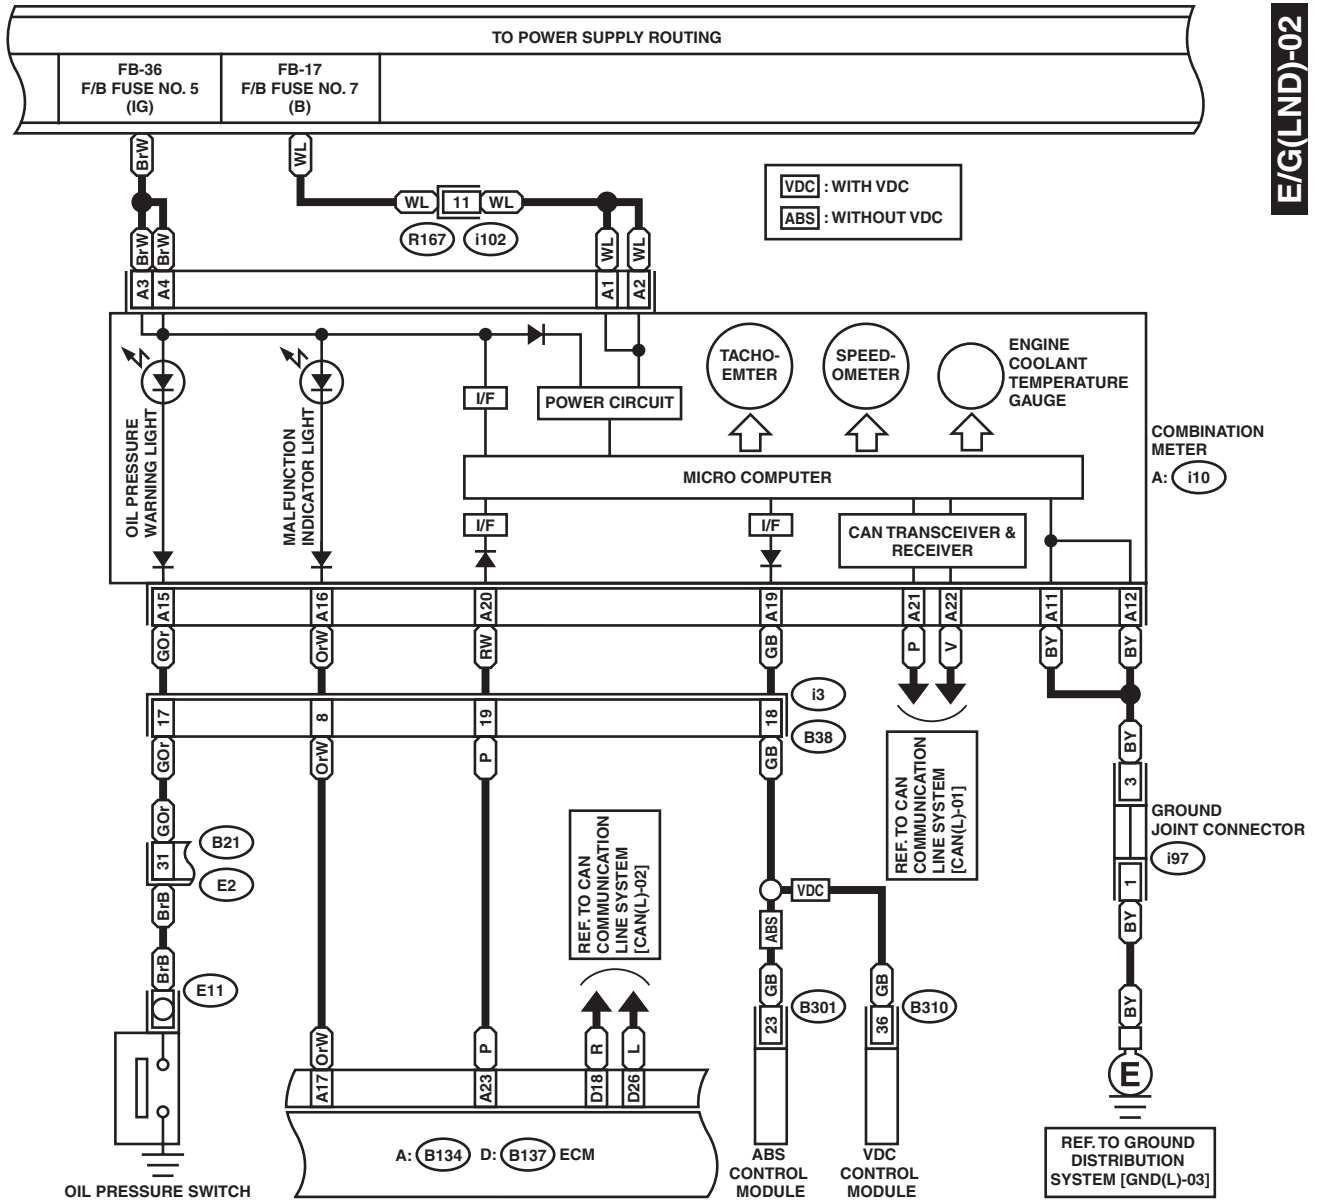 E/G(LND)-02
TO POWER SUPPLY ROUTING
FB-36
F/B FUSE NO. 5
(IG)
FB-17
F/B FUSE NO. 7
(B)
BrW
WL
VDC : WITH VDC
ABS : WITHOUT VDC
WL 11 WL
R167 i102
BrW BrW WL WL
A3 A4 A1 A2
TACHO-
EMTER
SPEED-
OMETER
ENGINE
COOLANT
TEMPERATURE
GAUGE
I/F
POWER CIRCUIT
OIL PRESSURE
WARNING LIGHT
MALFUNCTION
INDICATOR LIGHT
COMBINATION
METER
A: i10
MICRO COMPUTER
I/F
I/F
CAN TRANSCEIVER &
RECEIVER
A15 A16 A20 A19 A21 A22 A11 A12
GOr OrW RW GB P V BY BY
i3
17 8 19 18
B38
GOr OrW P GB
BY
3
REF. TO CAN
COMMUNICATION
LINE SYSTEM
[CAN(L)-01]
GROUND
JOINT CONNECTOR
i97
1
BY
GOr
B21
31
E2
BrB
REF. TO CAN
COMMUNICATION
LINE SYSTEM
[CAN(L)-02]
VDC
ABS
BrB
E11
GB GB
23 B301
36 B310
BY
E
OrW P R L
A17 A23 D18 D26
A: B134 D: B137 ECM
OIL PRESSURE SWITCH
ABS
CONTROL
MODULE
VDC
CONTROL
MODULE
REF. TO GROUND
DISTRIBUTION
SYSTEM [GND(L)-03]